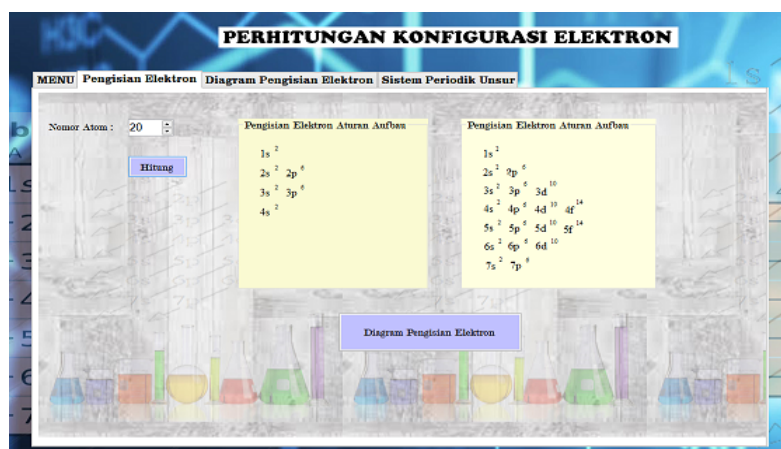 PERHITUNGAN KONFIGURASI ELEKTRON
MENU Pengisian Elektron Diagram Pengisian Elektron Sistem Periodik Unsur
Nomor Atom : 20
Hitung
Pengisian Elektron Aturan Aufbau
1s 2
2s 2 2p 6
3s 2 3p 6
4s 2
Pengisian Elektron Aturan Aufbau
1s 2
2s 2 2p 6
3s 2 3p 6 3d 10
4s 2 4p 6 4d 10 4f 14
5s 2 5p 6 5d 10 5f 14
6s 2 6p 6 6d 10
7s 2 7p 6
Diagram Pengisian Elektron